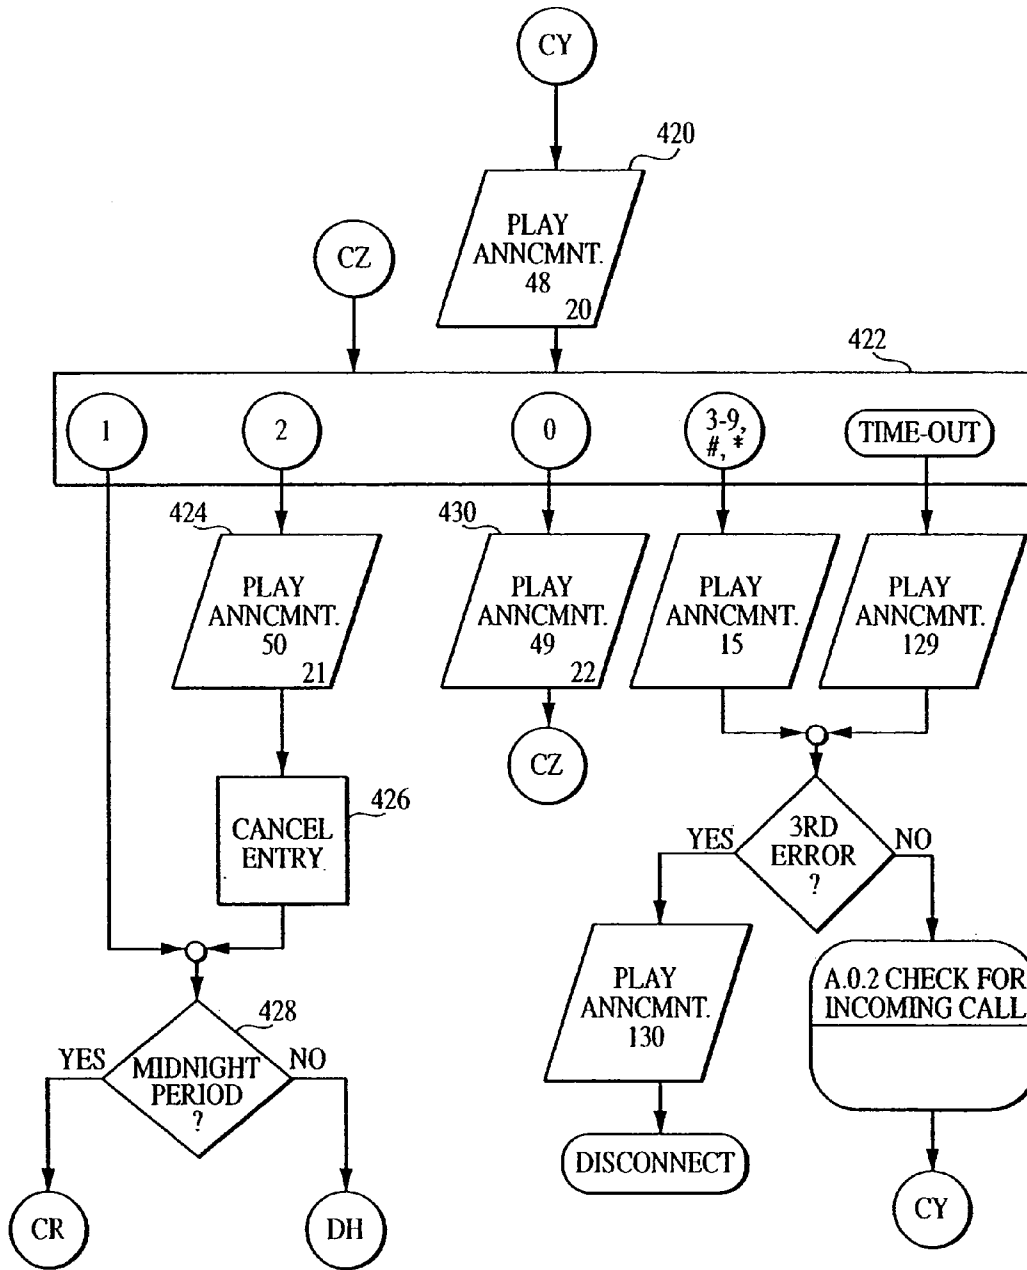 CY
420
PLAY
ANNCMNT.
48
20
CZ
422
1
2
0
3-9,
#, *
TIME-OUT
424
PLAY
ANNCMNT.
50
21
430
PLAY
ANNCMNT.
49
22
PLAY
ANNCMNT.
15
PLAY
ANNCMNT.
129
CZ
426
CANCEL
ENTRY
YES
3RD
ERROR
?
NO
PLAY
ANNCMNT.
130
A.0.2 CHECK FOR
INCOMING CALL
428
YES
MIDNIGHT
PERIOD
?
NO
DISCONNECT
CR
DH
CY